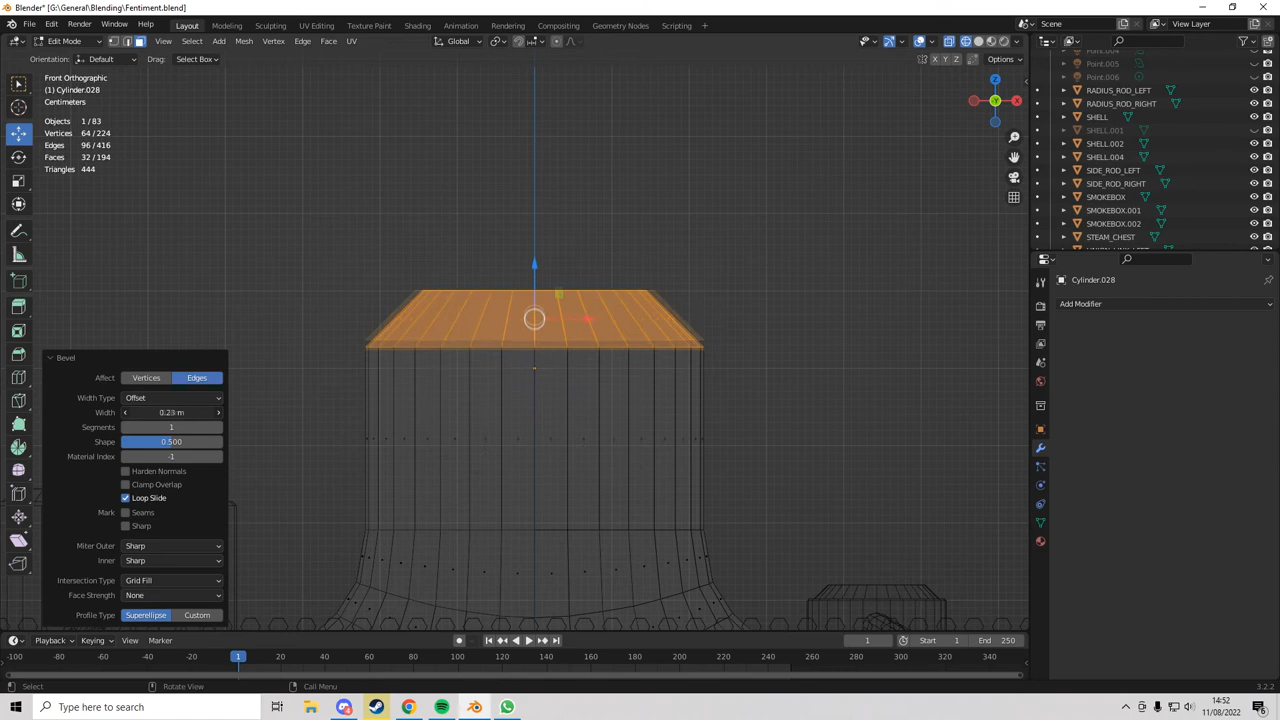 Blender* [G:\General\Blending\Fentiment.blend]
File Edit Render Window Help Layout Modeling Sculpting UV Editing Texture Paint Shading Animation Rendering Compositing Geometry Nodes Scripting + Scene View Layer
Edit Mode View Select Add Mesh Vertex Edge Face UV Global
Orientation: Default Drag: Select Box X Y Z Options
Front Orthographic
(1) Cylinder.028
Centimeters
Objects 1/83
Vertices 64/224
Edges 96/416
Faces 32/194
Triangles 444
Z
X
Y
Point.004
Point.005
Point.006
RADIUS_ROD_LEFT
RADIUS_ROD_RIGHT
SHELL
SHELL.001
SHELL.002
SHELL.004
SIDE_ROD_LEFT
SIDE_ROD_RIGHT
SMOKEBOX
SMOKEBOX.001
SMOKEBOX.002
STEAM_CHEST
Cylinder.028
Add Modifier
Bevel
Affect Vertices Edges
Width Type Offset
Width 0.23 m
Segments 1
Shape 0.500
Material Index -1
Harden Normals
Clamp Overlap
Loop Slide
Mark Seams
Sharp
Miter Outer Sharp
Inner Sharp
Intersection Type Grid Fill
Face Strength None
Profile Type Superellipse Custom
Playback Keying View Marker 1 Start 1 End 250
-100 -80 -60 -40 -20 1 20 40 60 80 100 120 140 160 180 200 220 240 260 280 300 320 340
Select Rotate View Call Menu 3.2.2
Type here to search
14:52
11/08/2022
6